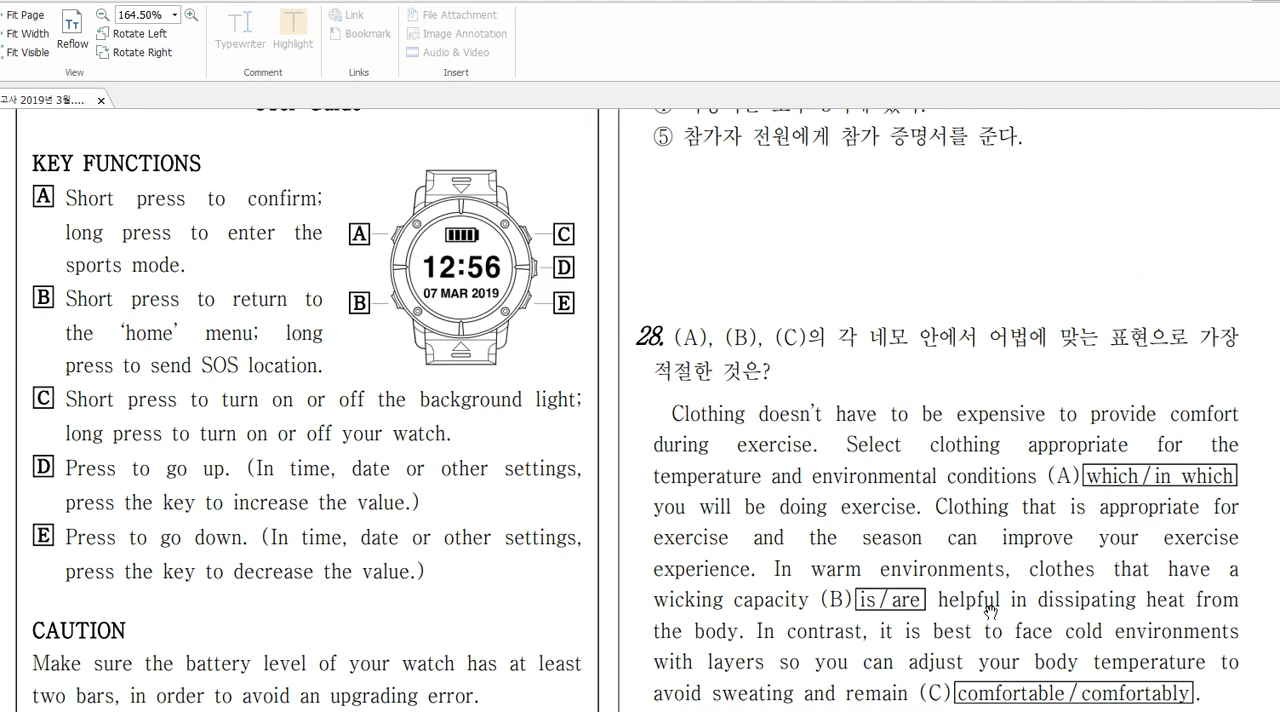 Fit Page
Fit Width
Fit Visible
Reflow
164.50%
Rotate Left
Rotate Right
View
Typewriter
Highlight
Comment
Link
Bookmark
Links
File Attachment
Image Annotation
Audio & Video
Insert
고사 2019년 3월....
KEY FUNCTIONS
A Short press to confirm;
long press to enter the
sports mode.
B Short press to return to
the ‘home’ menu; long
press to send SOS location.
C Short press to turn on or off the background light;
long press to turn on or off your watch.
D Press to go up. (In time, date or other settings,
press the key to increase the value.)
E Press to go down. (In time, date or other settings,
press the key to decrease the value.)
A
B
12:56
07 MAR 2019
C
D
E
CAUTION
Make sure the battery level of your watch has at least
two bars, in order to avoid an upgrading error.
⑤ 참가자 전원에게 참가 증명서를 준다.
28. (A), (B), (C)의 각 네모 안에서 어법에 맞는 표현으로 가장
적절한 것은?
Clothing doesn’t have to be expensive to provide comfort
during exercise. Select clothing appropriate for the
temperature and environmental conditions (A) which / in which
you will be doing exercise. Clothing that is appropriate for
exercise and the season can improve your exercise
experience. In warm environments, clothes that have a
wicking capacity (B) is / are helpful in dissipating heat from
the body. In contrast, it is best to face cold environments
with layers so you can adjust your body temperature to
avoid sweating and remain (C) comfortable / comfortably.